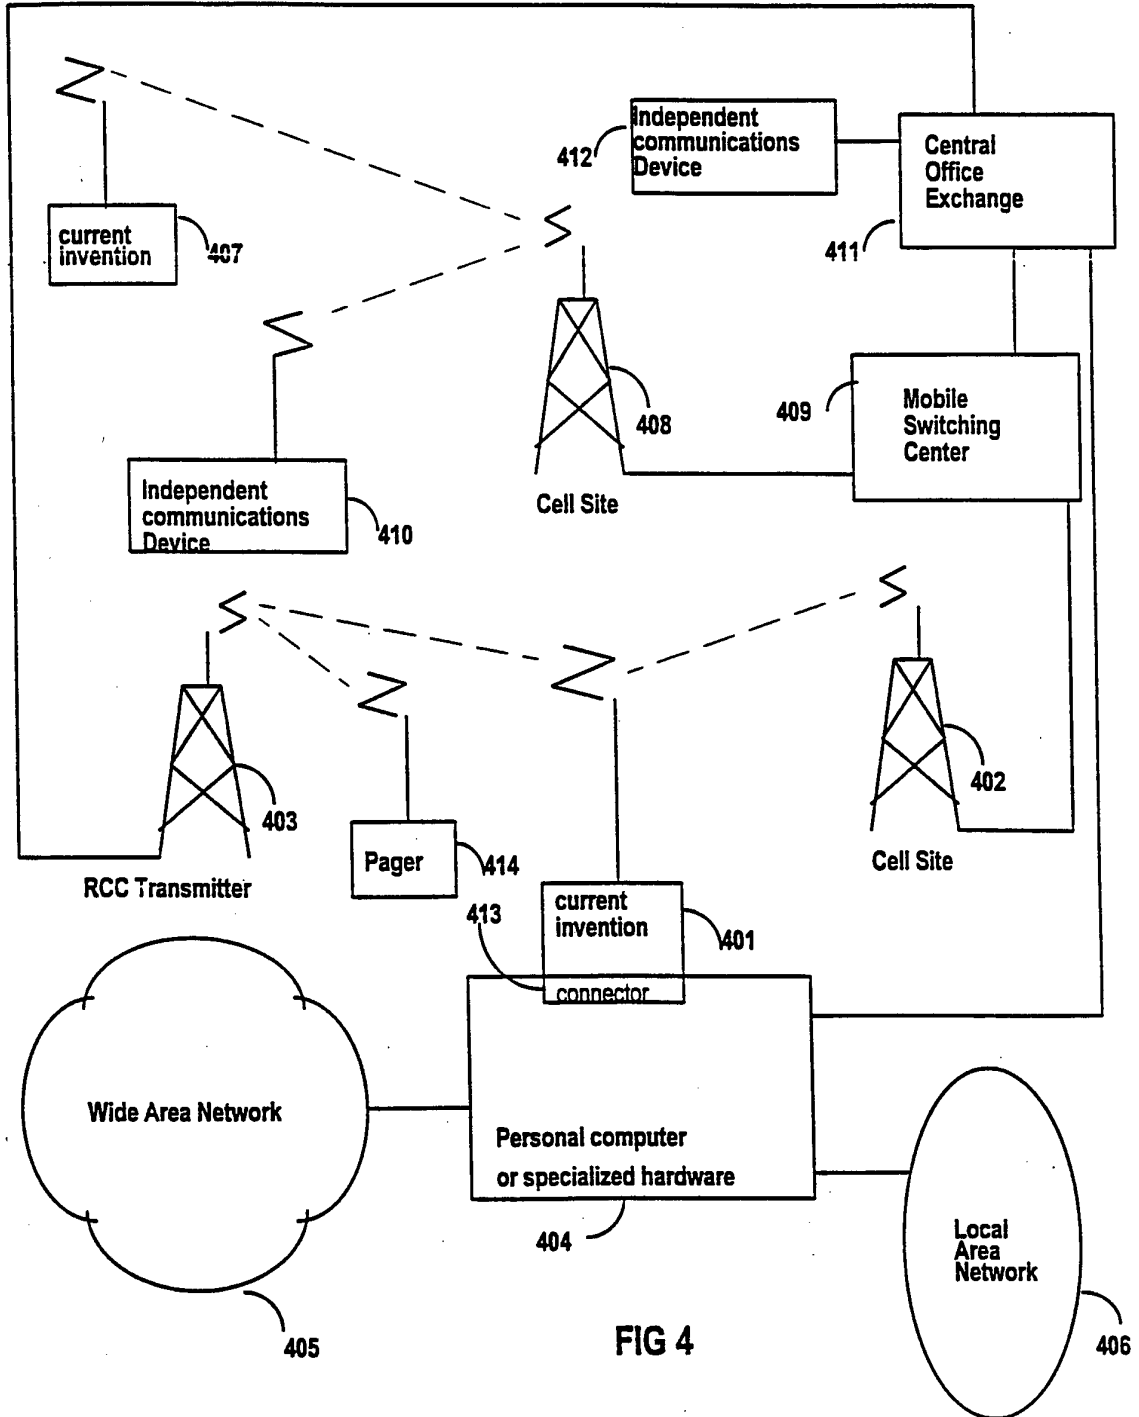 Independent
communications
Device
412
Central
Office
Exchange
411
current
invention
407
408
Cell Site
409
Mobile
Switching
Center
Independent
communications
Device
410
403
RCC Transmitter
Pager
414
402
Cell Site
413
current
invention
401
connector
Wide Area Network
Personal computer
or specialized hardware
404
405
Local
Area
Network
406
FIG 4